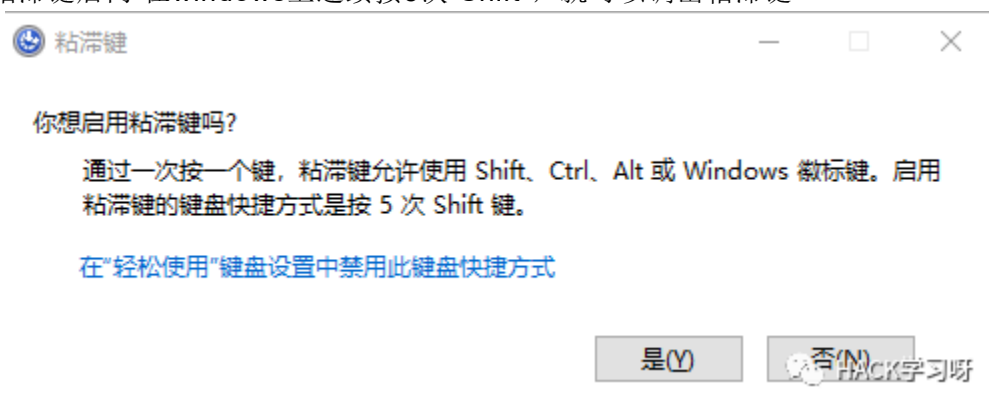 粘滞键
你想启用粘滞键吗?
通过一次按一个键，粘滞键允许使用 Shift、Ctrl、Alt 或 Windows 徽标键。启用
粘滞键的键盘快捷方式是按 5 次 Shift 键。
在"轻松使用"键盘设置中禁用此键盘快捷方式
是(Y)
否(N)
HACK学习呀